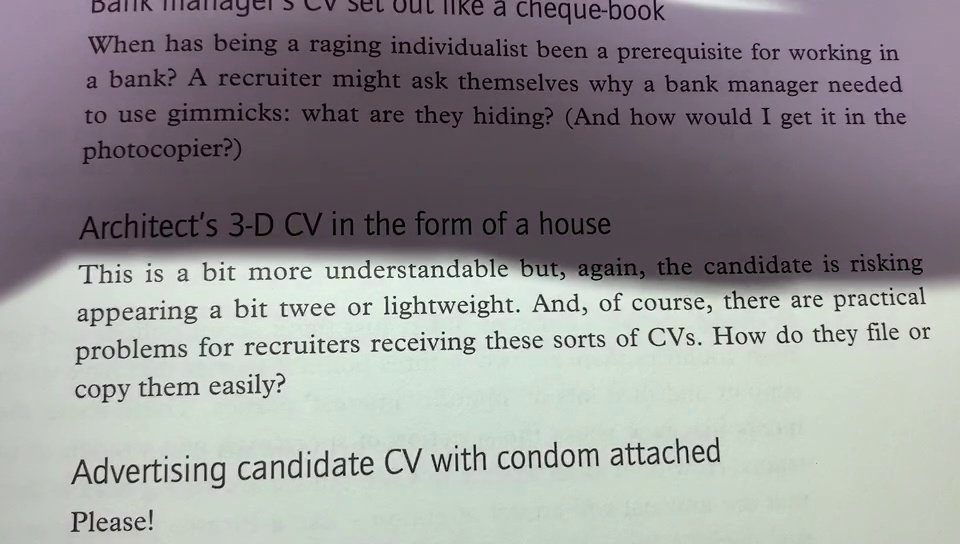 Bank manager's CV set out like a cheque-book
When has being a raging individualist been a prerequisite for working in
a bank? A recruiter might ask themselves why a bank manager needed
to use gimmicks: what are they hiding? (And how would I get it in the
photocopier?)
Architect's 3-D CV in the form of a house
This is a bit more understandable but, again, the candidate is risking
appearing a bit twee or lightweight. And, of course, there are practical
problems for recruiters receiving these sorts of CVs. How do they file or
copy them easily?
Advertising candidate CV with condom attached
Please!